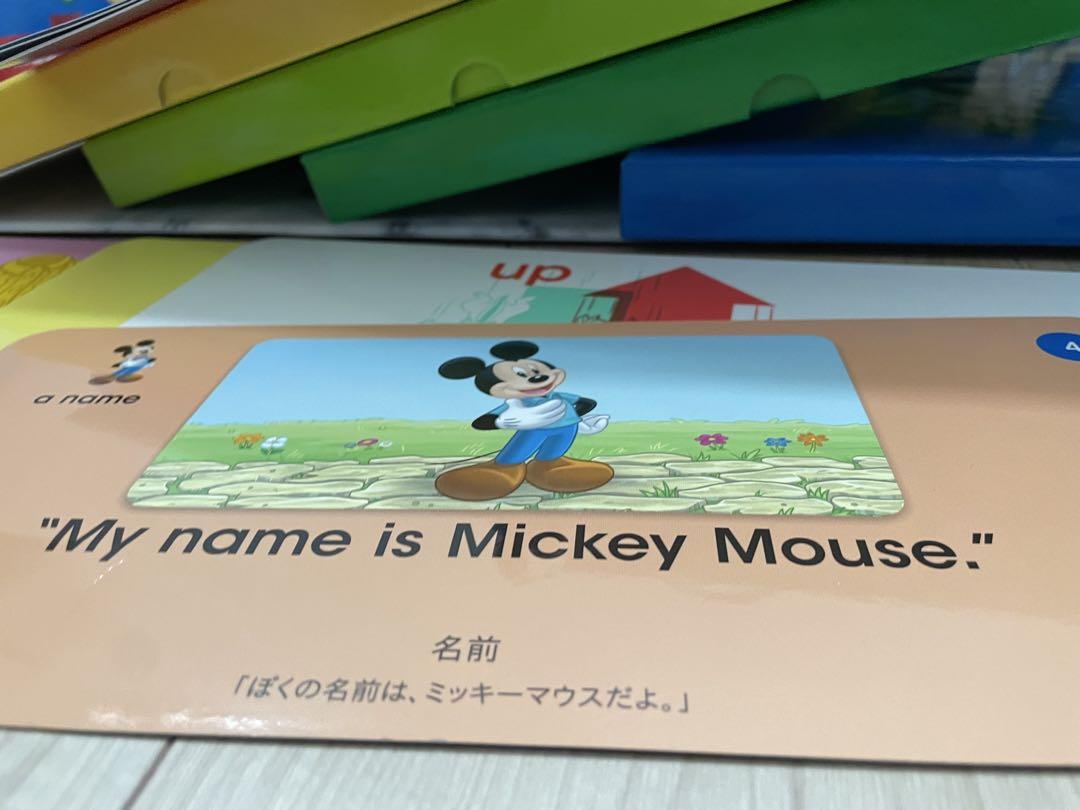 up
4
a name
"My name is Mickey Mouse."
名前
「ぼくの名前は、ミッキーマウスだよ。」